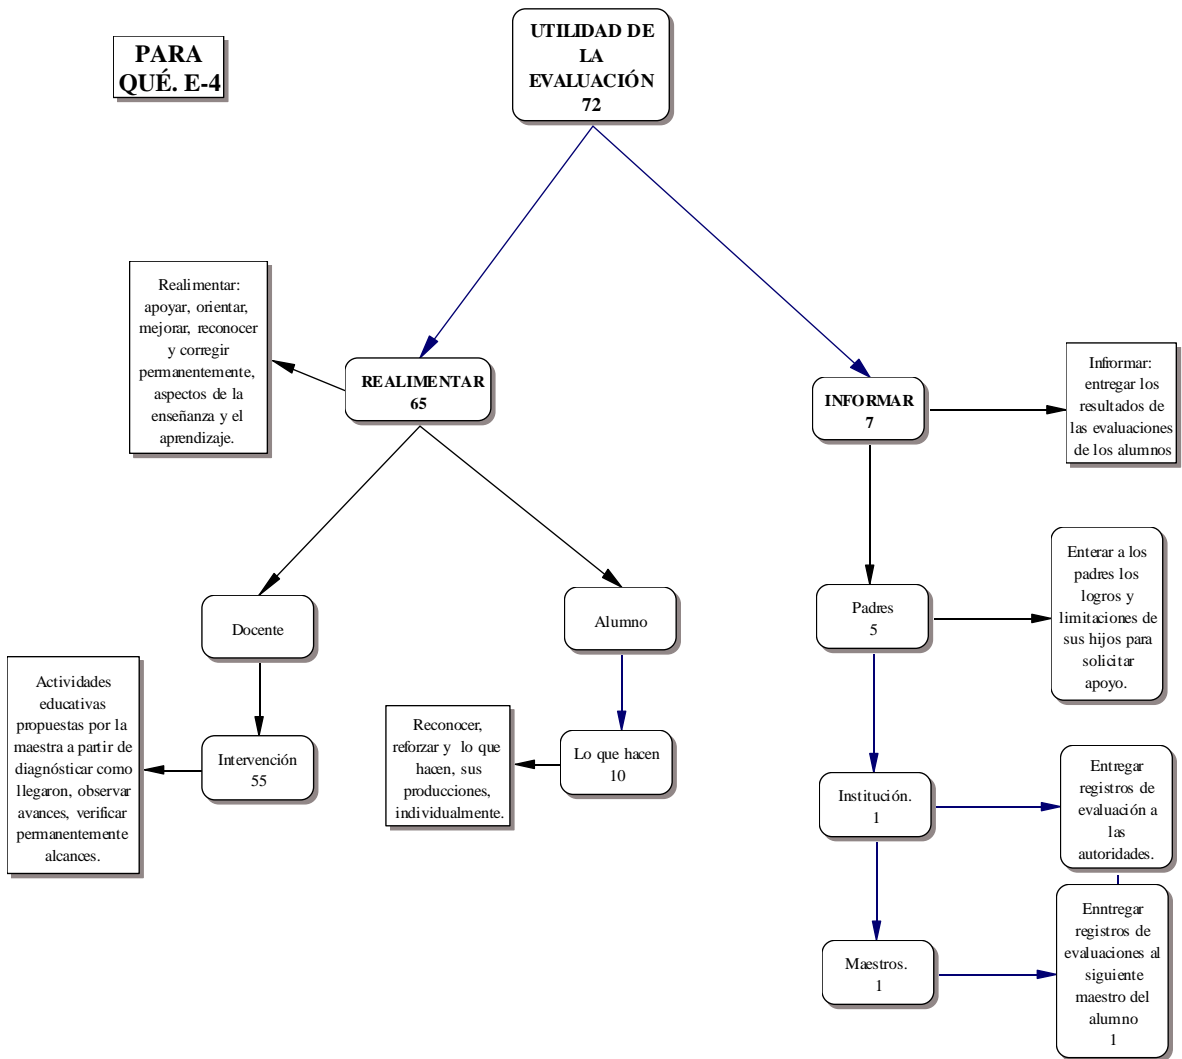 PARA
QUÉ. E-4
UTILIDAD DE
LA
EVALUACIÓN
72
Realimentar:
apoyar, orientar,
mejorar, reconocer
y corregir
permanentemente,
aspectos de la
enseñanza y el
aprendizaje.
REALIMENTAR
65
INFORMAR
7
Infrormar:
entregar los
resultados de
las evaluaciones
de los alumnos
Docente
Alumno
Padres
5
Enterar a los
padres los
logros y
limitaciones de
sus hijos para
solicitar
apoyo.
Actividades
educativas
propuestas por la
maestra a partir de
diagnósticar como
llegaron, observar
avances, verificar
permanentemente
alcances.
Intervención
55
Reconocer,
reforzar y lo que
hacen, sus
producciones,
individualmente.
Lo que hacen
10
Institución.
1
Entregar
registros de
evaluación a
las
autoridades.
Maestros.
1
Enntregar
registros de
evaluaciones al
siguiente
maestro del
alumno
1